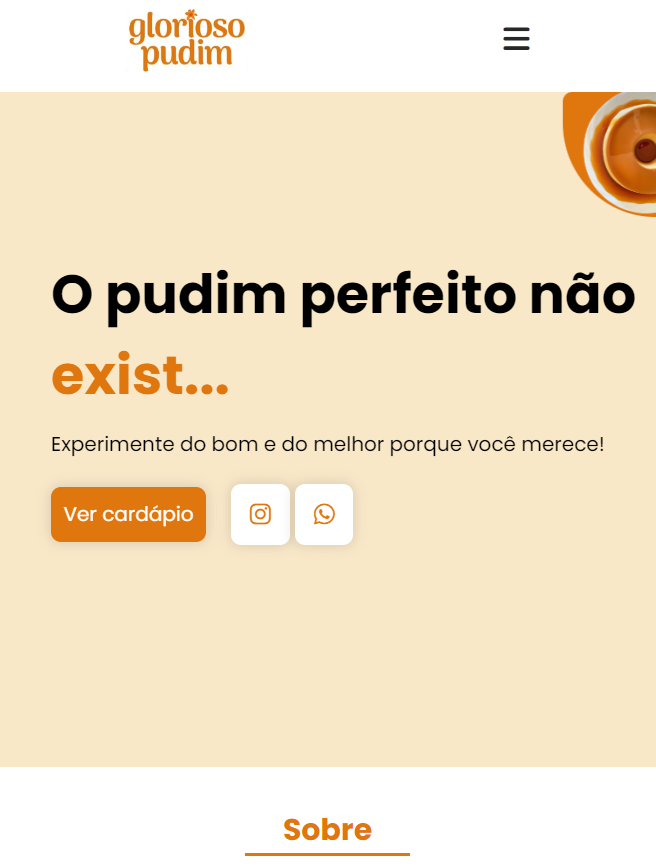 glorioso
pudim
O pudim perfeito não
exist...
Experimente do bom e do melhor porque você merece!
Ver cardápio
Sobre